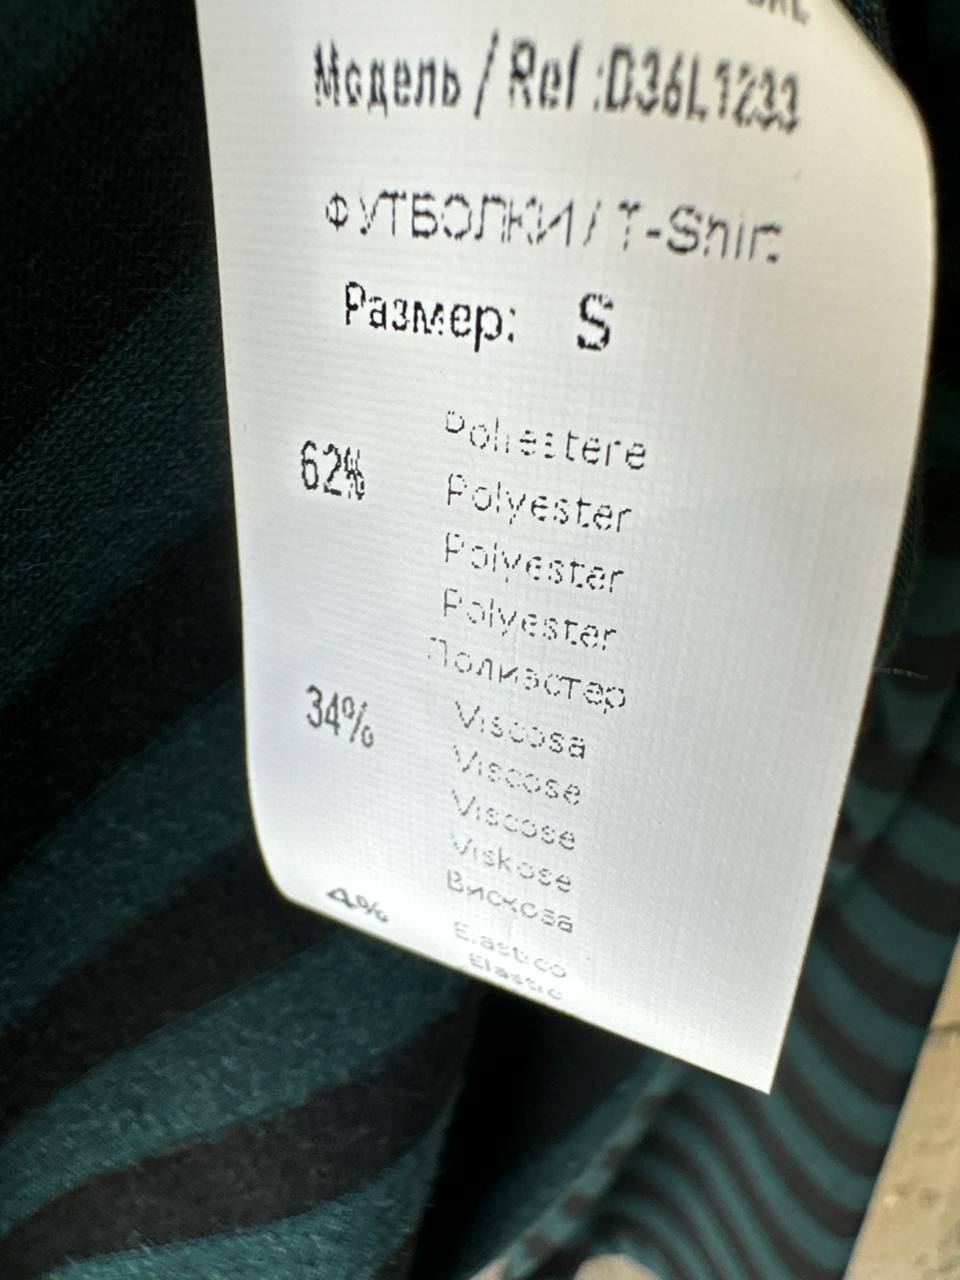 Модель / Ref :D36L1233
ФУТБОЛКИ / T-Shirt
Размер: S
Poliestere
62% Polyester
Polyester
Polyester
Полиэстер
34% Viscosa
Viscose
Viscose
Viskose
Вискоза
4% Elastico
Elastic